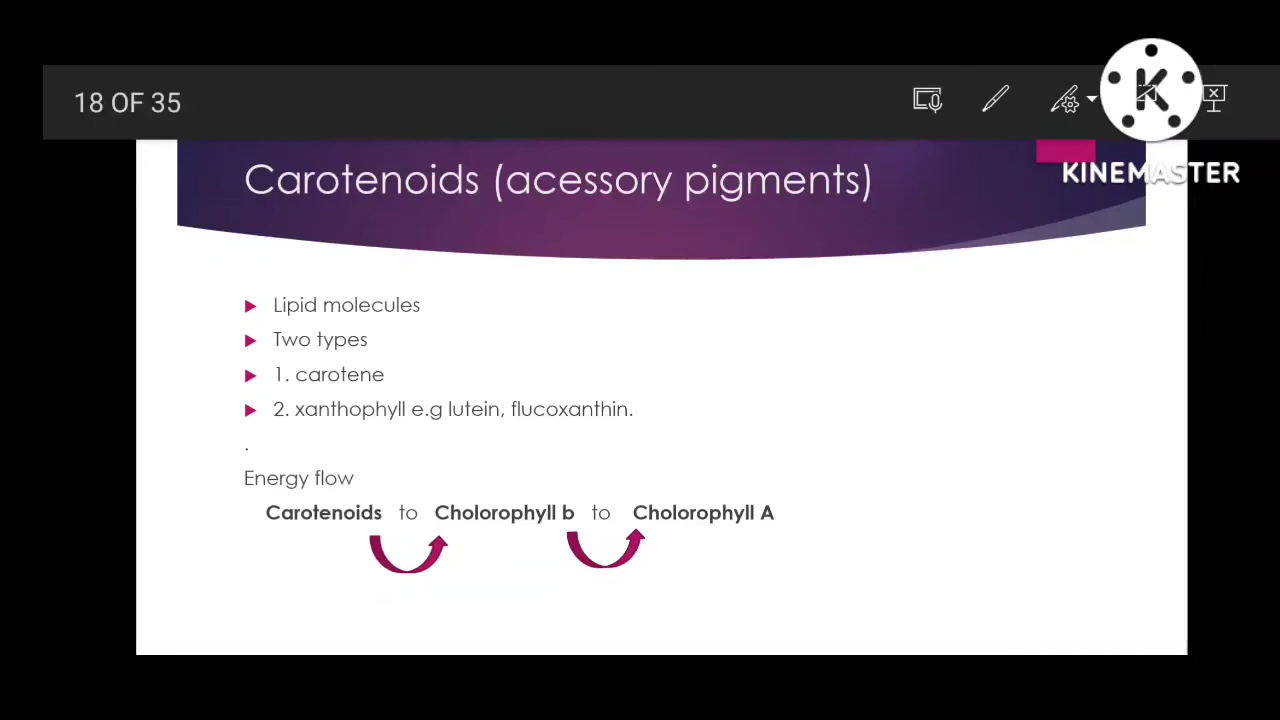 18 OF 35
K
KINEMASTER
Carotenoids (acessory pigments)
Lipid molecules
Two types
1. carotene
2. xanthophyll e.g lutein, flucoxanthin.
.
Energy flow
Carotenoids to Cholorophyll b to Cholorophyll A